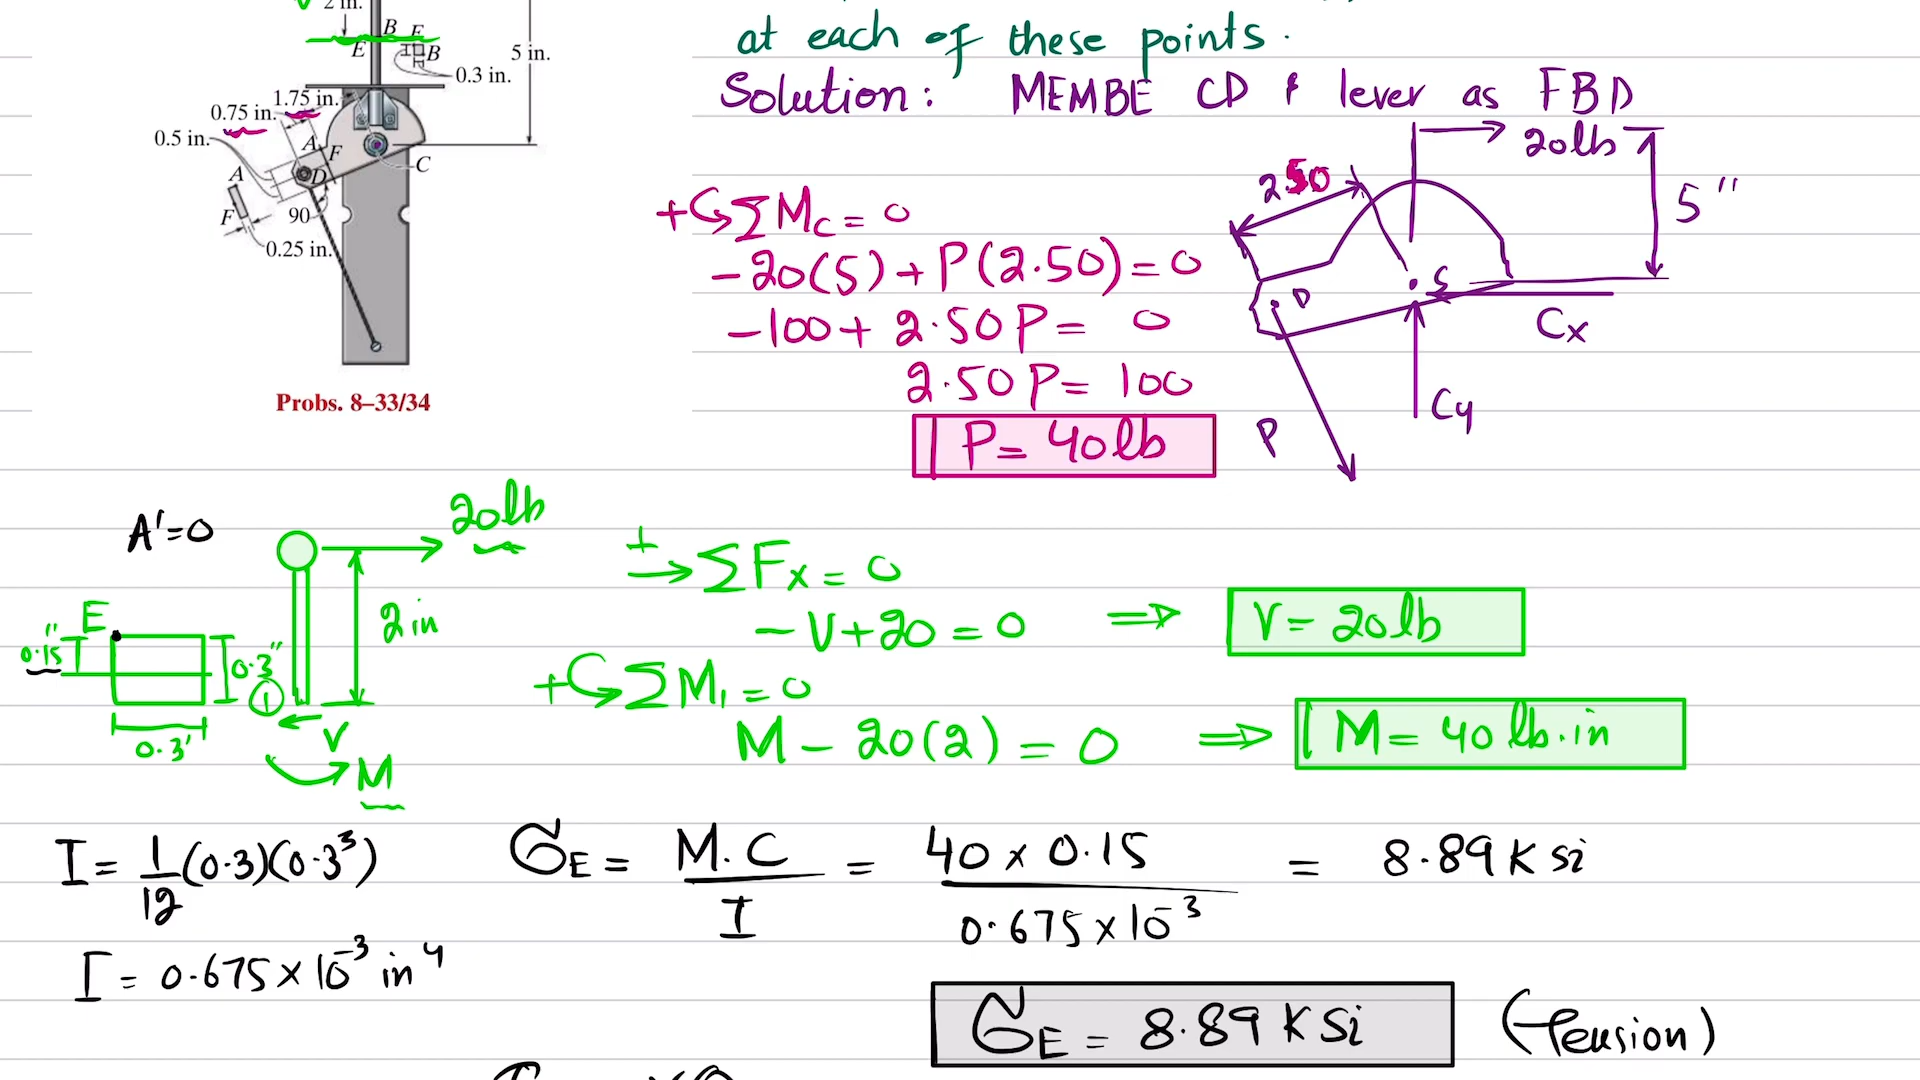 2 in.
B
E
E
B
5 in.
0.3 in.
1.75 in.
0.75 in.
0.5 in.
A
F
C
A
D
F
90
0.25 in.
Probs. 8–33/34
at each of these points.
Solution: MEMBE CD & lever as FBD
20lb
5"
2.50
D
Cx
Cy
P
+ΣMc = 0
-20(5) + P(2.50) = 0
-100 + 2.50P = 0
2.50P = 100
P = 40lb
A' = 0
20lb
2 in
E
0.15"
0.3"
1
0.3'
V
M
+→ ΣFx = 0
-V + 20 = 0 ⇒ V = 20lb
+ΣM1 = 0
M - 20(2) = 0 ⇒ M = 40 lb.in
I = 1/12 (0.3)(0.3³)
I = 0.675 × 10⁻³ in⁴
σE = M.C / I = 40 × 0.15 / 0.675 × 10⁻³ = 8.89 Ksi
σE = 8.89 KSi (Tension)